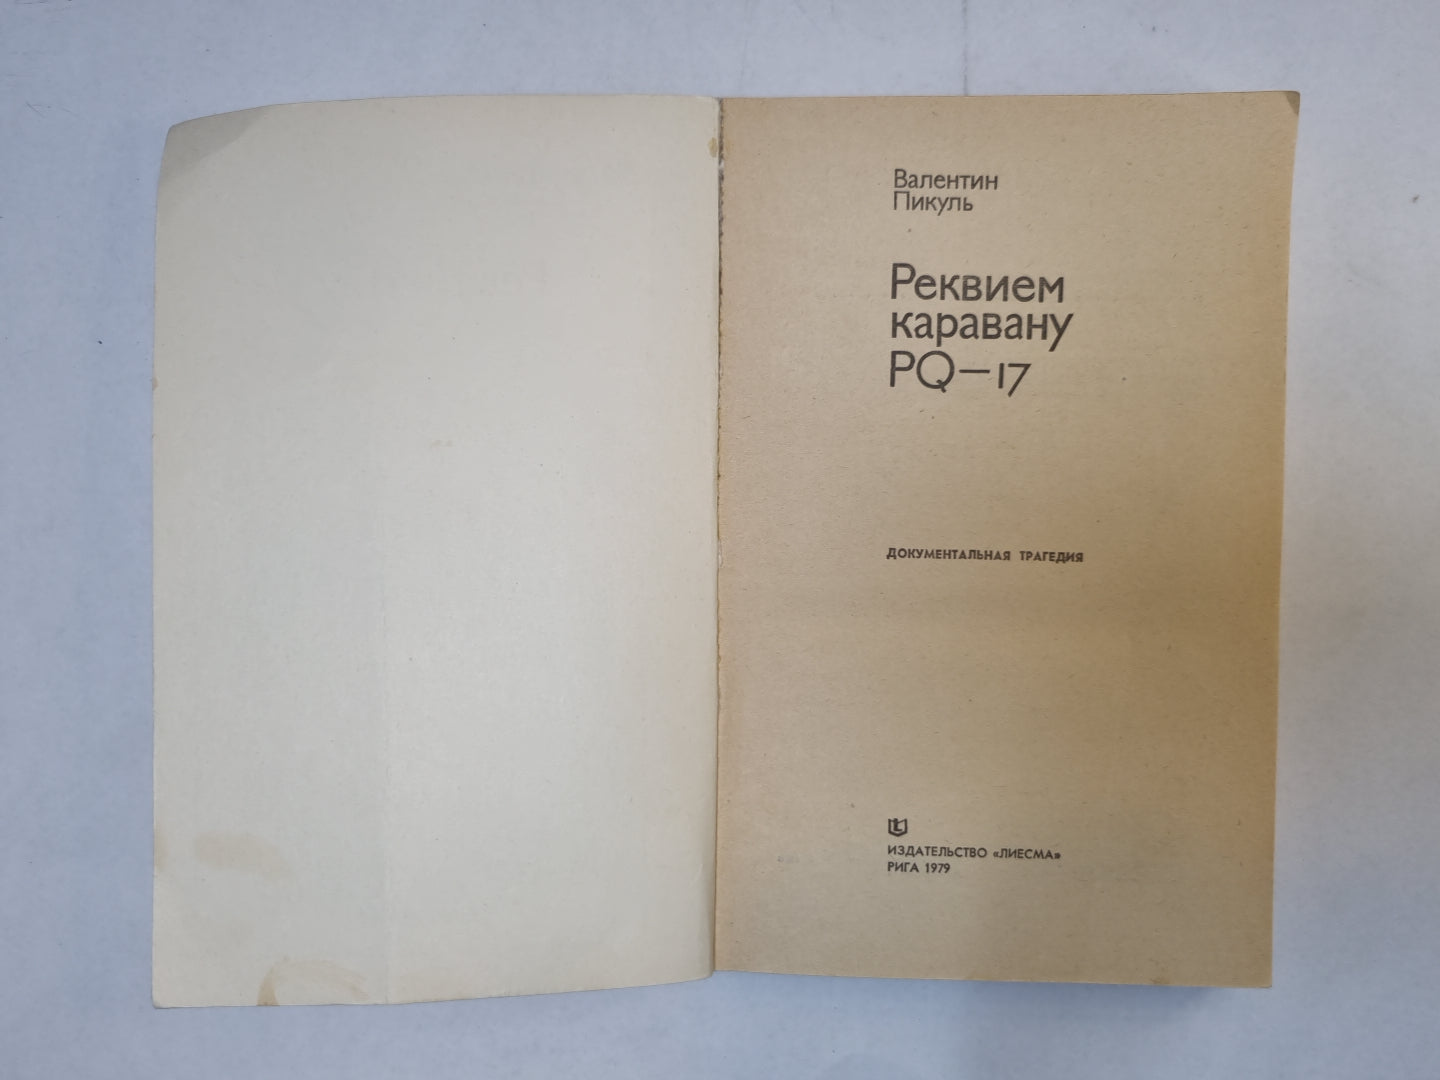 Валентин
Пикуль
Реквием
каравану
PQ—17
ДОКУМЕНТАЛЬНАЯ ТРАГЕДИЯ
ИЗДАТЕЛЬСТВО «ЛИЕСМА»
РИГА 1979